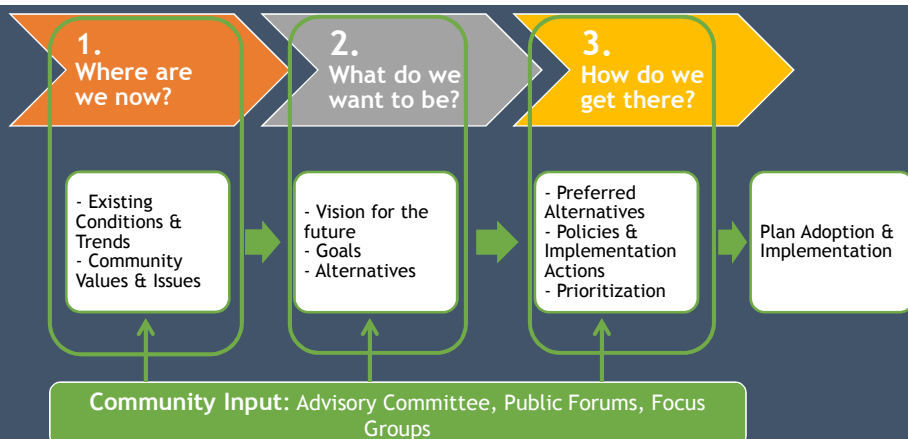 1.
Where are
we now?
2.
What do we
want to be?
3.
How do we
get there?
- Existing
Conditions &
Trends
- Community
Values & Issues
- Vision for the
future
- Goals
- Alternatives
- Preferred
Alternatives
- Policies &
Implementation
Actions
- Prioritization
Plan Adoption &
Implementation
Community Input: Advisory Committee, Public Forums, Focus
Groups